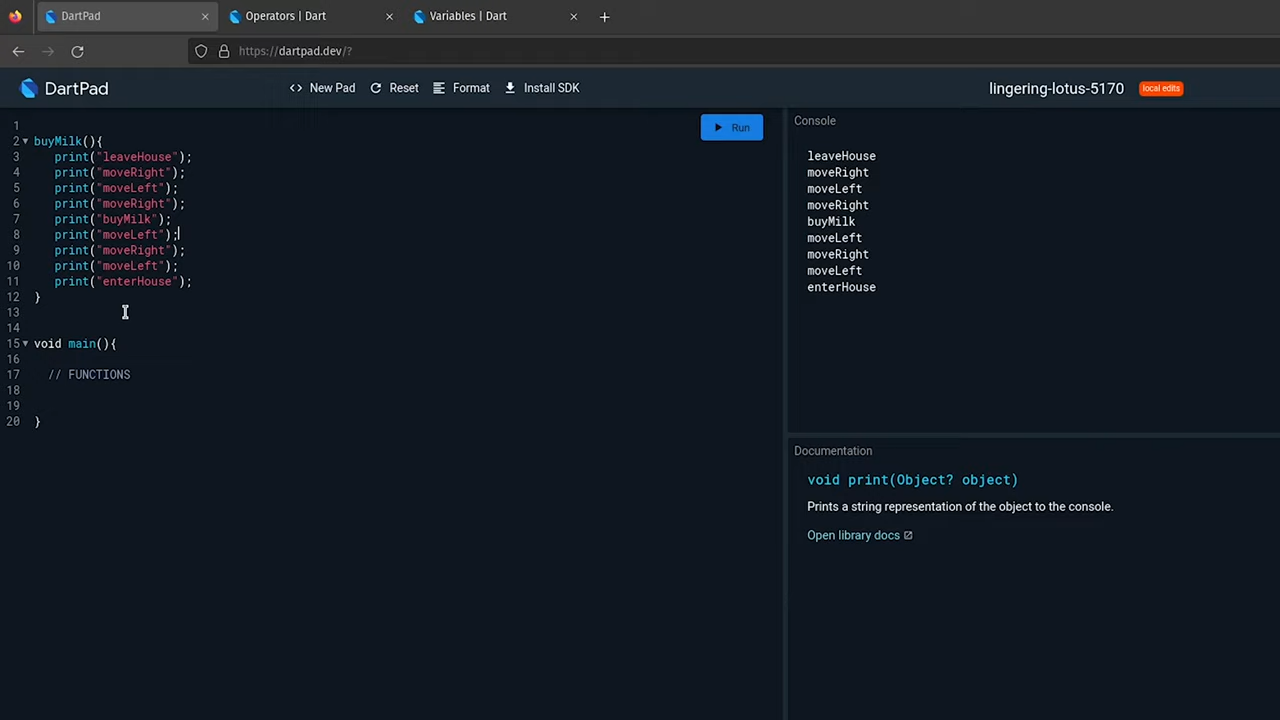 DartPad
Operators | Dart
Variables | Dart
https://dartpad.dev/?
DartPad
New Pad
Reset
Format
Install SDK
lingering-lotus-5170
local edits
1
2 buyMilk(){
3 print("leaveHouse");
4 print("moveRight");
5 print("moveLeft");
6 print("moveRight");
7 print("buyMilk");
8 print("moveLeft");
9 print("moveRight");
10 print("moveLeft");
11 print("enterHouse");
12 }
13
14
15 void main(){
16
17 // FUNCTIONS
18
19
20 }
Run
Console
leaveHouse
moveRight
moveLeft
moveRight
buyMilk
moveLeft
moveRight
moveLeft
enterHouse
Documentation
void print(Object? object)
Prints a string representation of the object to the console.
Open library docs